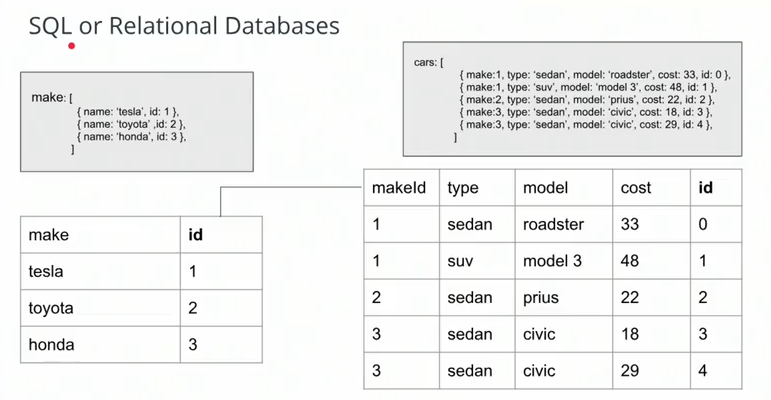 SQL or Relational Databases
make: [
{ name: ‘tesla’, id: 1 },
{ name: ‘toyota’ ,id: 2 },
{ name: ‘honda’, id: 3 },
]
cars: [
{ make:1, type: ‘sedan’, model: ‘roadster’, cost: 33, id: 0 },
{ make:1, type: ‘suv’, model: ‘model 3’, cost: 48, id: 1 },
{ make:2, type: ‘sedan’, model: ‘prius’, cost: 22, id: 2 },
{ make:3, type: ‘sedan’, model: ‘civic’, cost: 18, id: 3 },
{ make:3, type: ‘sedan’, model: ‘civic’, cost: 29, id: 4 },
]
make id
tesla 1
toyota 2
honda 3
makeId type model cost id
1 sedan roadster 33 0
1 suv model 3 48 1
2 sedan prius 22 2
3 sedan civic 18 3
3 sedan civic 29 4